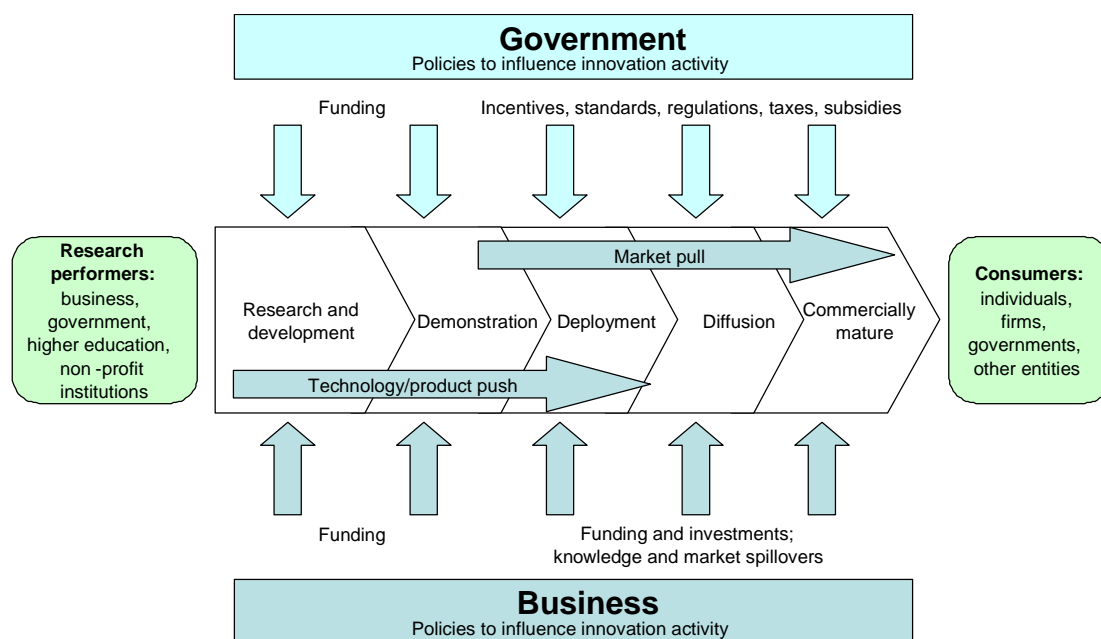 Government
Policies to influence innovation activity
Funding
Incentives, standards, regulations, taxes, subsidies
Research
performers:
business,
government,
higher education,
non -profit
institutions
Market pull
Research and
development
Demonstration
Deployment
Diffusion
Commercially
mature
Technology/product push
Consumers:
individuals,
firms,
governments,
other entities
Funding
Funding and investments;
knowledge and market spillovers
Business
Policies to influence innovation activity